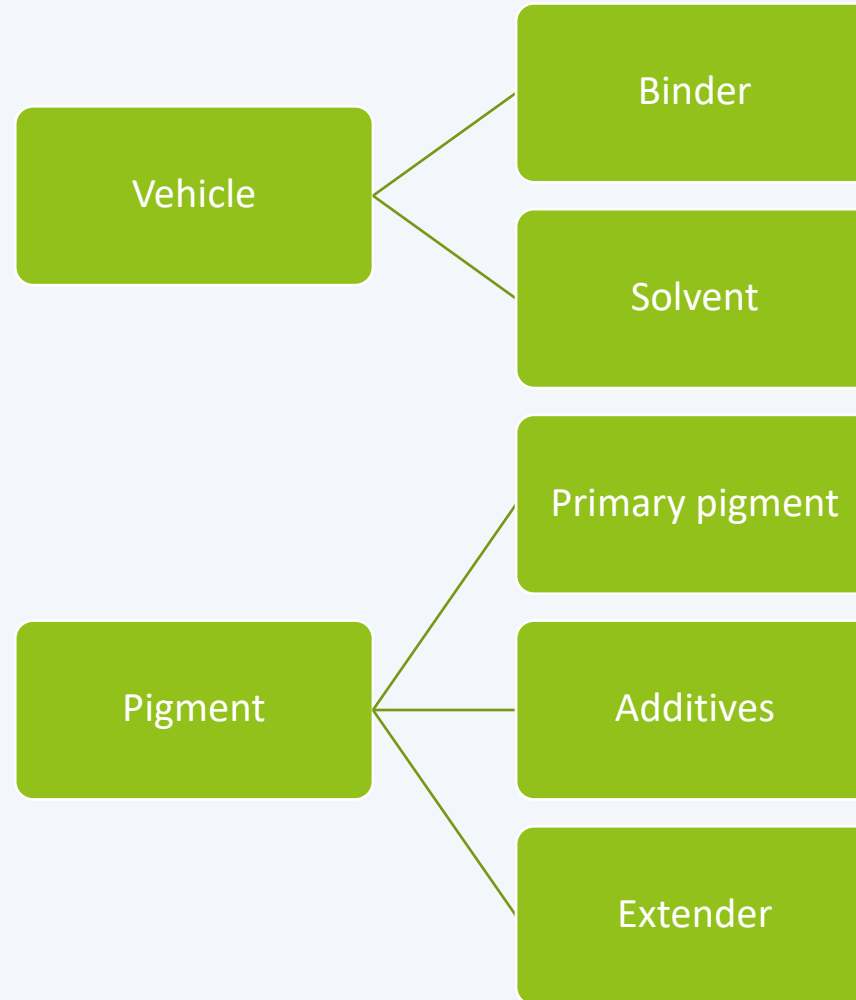 Vehicle
Binder
Solvent
Pigment
Primary pigment
Additives
Extender